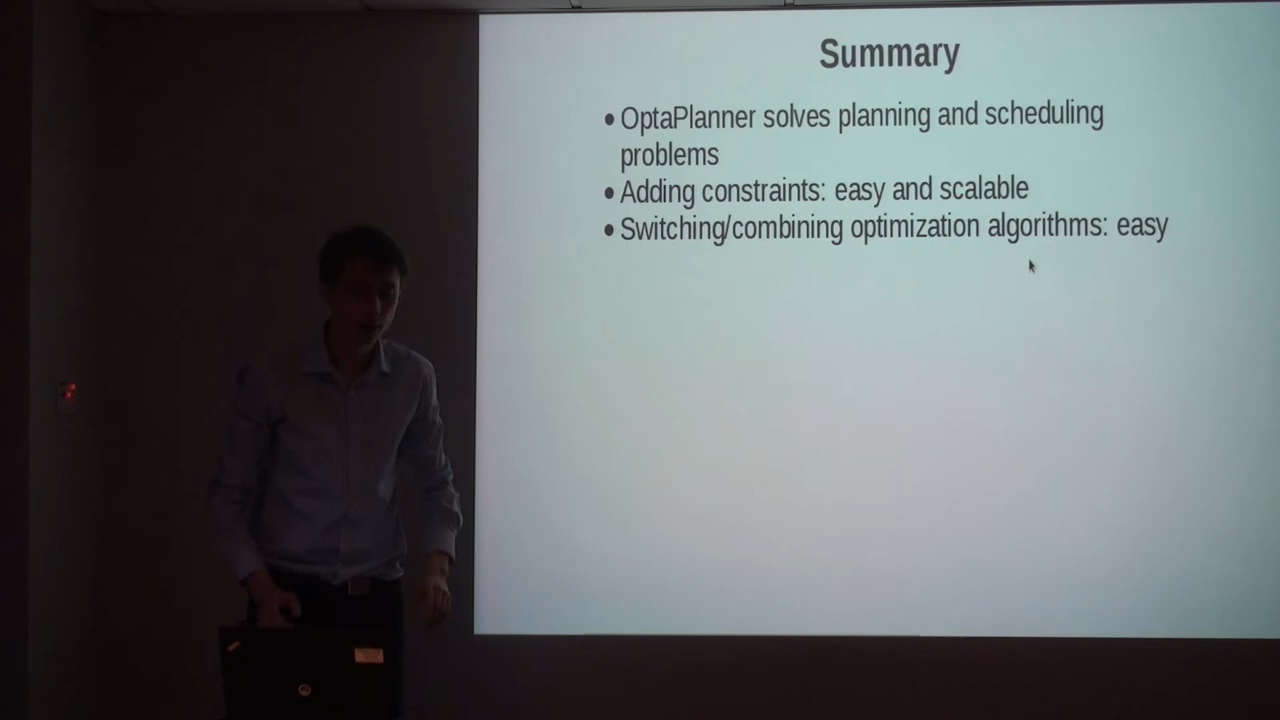 Summary
• OptaPlanner solves planning and scheduling
problems
• Adding constraints: easy and scalable
• Switching/combining optimization algorithms: easy